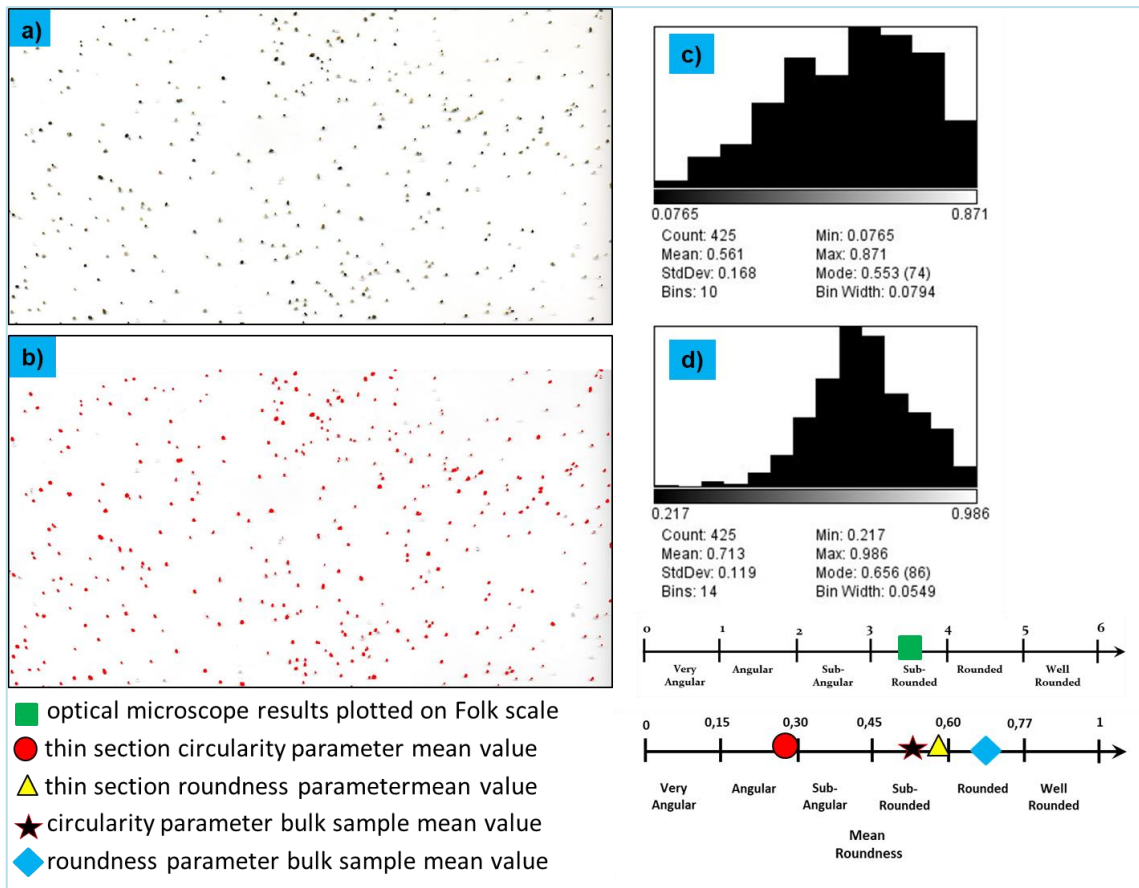 a)
b)
c)
0.0765 0.871
Count: 425 Min: 0.0765
Mean: 0.561 Max: 0.871
StdDev: 0.168 Mode: 0.553 (74)
Bins: 10 Bin Width: 0.0794
d)
0.217 0.986
Count: 425 Min: 0.217
Mean: 0.713 Max: 0.986
StdDev: 0.119 Mode: 0.656 (86)
Bins: 14 Bin Width: 0.0549
0 1 2 3 4 5 6
Very Angular Sub- Sub- Rounded Well
Angular Angular Rounded Rounded
0 0,15 0,30 0,45 0,60 0,77 1
Very Angular Sub- Sub- Rounded Well
Angular Angular Rounded Rounded
Mean
Roundness
optical microscope results plotted on Folk scale
thin section circularity parameter mean value
thin section roundness parametermean value
circularity parameter bulk sample mean value
roundness parameter bulk sample mean value